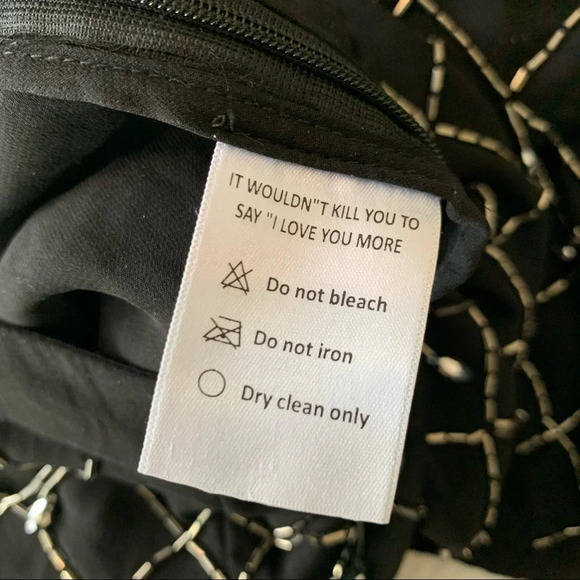 IT WOULDN"T KILL YOU TO
SAY "I LOVE YOU MORE
Do not bleach
Do not iron
Dry clean only